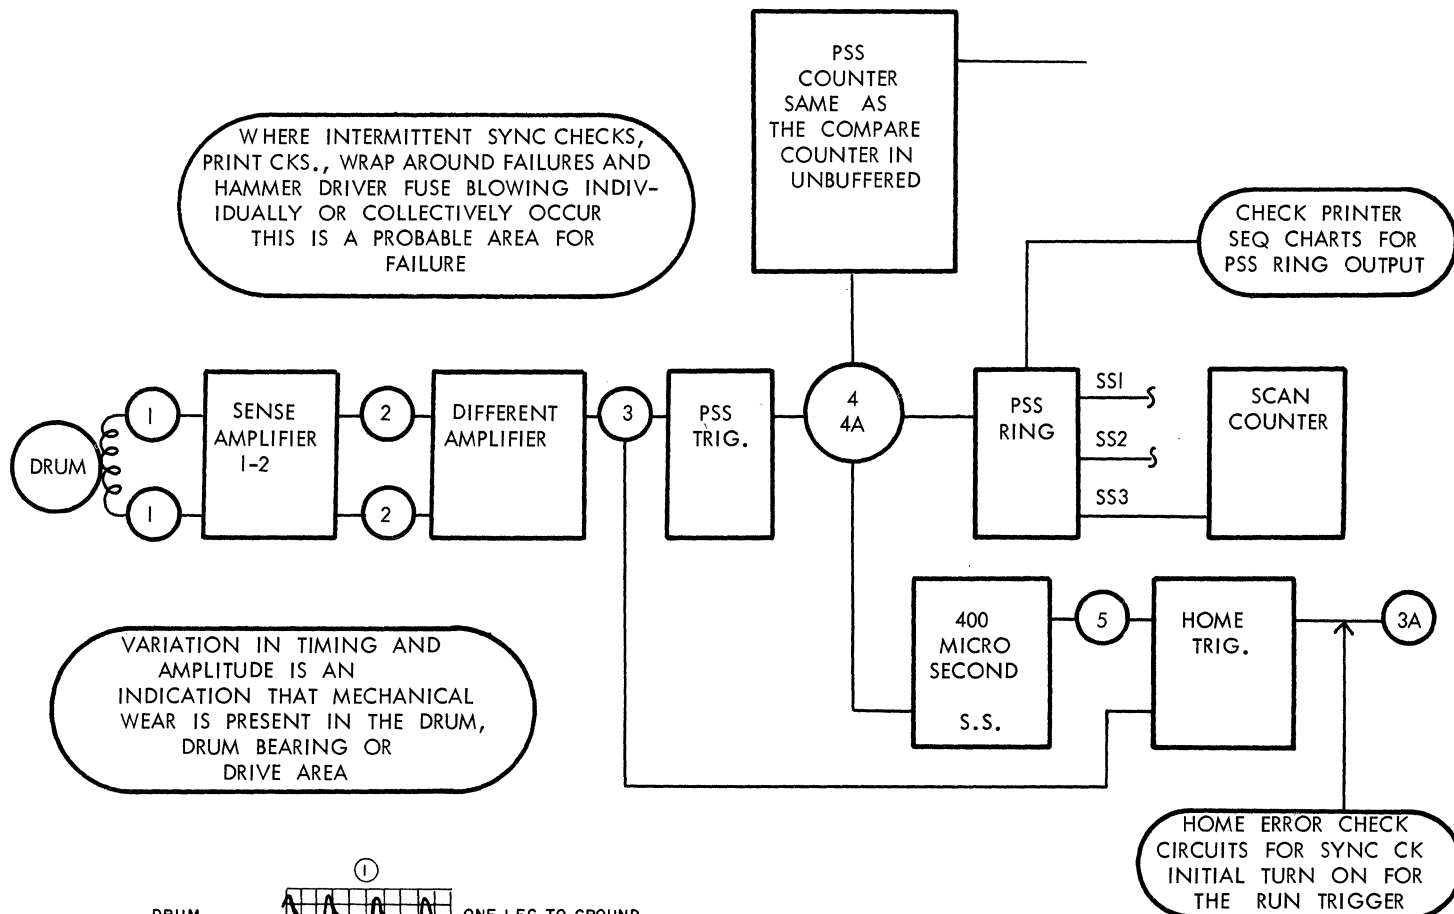 PSS
COUNTER
SAME AS
THE COMPARE
COUNTER IN
UNBUFFERED
WHERE INTERMITTENT SYNC CHECKS,
PRINT CKS., WRAP AROUND FAILURES AND
HAMMER DRIVER FUSE BLOWING INDIV-
IDUALLY OR COLLECTIVELY OCCUR
THIS IS A PROBABLE AREA FOR
FAILURE
CHECK PRINTER
SEQ CHARTS FOR
PSS RING OUTPUT
DRUM
1
1
SENSE
AMPLIFIER
1-2
2
2
DIFFERENT
AMPLIFIER
3
PSS
TRIG.
4
4A
PSS
RING
SS1
SS2
SS3
SCAN
COUNTER
400
MICRO
SECOND
S.S.
5
HOME
TRIG.
3A
VARIATION IN TIMING AND
AMPLITUDE IS AN
INDICATION THAT MECHANICAL
WEAR IS PRESENT IN THE DRUM,
DRUM BEARING OR
DRIVE AREA
HOME ERROR CHECK
CIRCUITS FOR SYNC CK
INITIAL TURN ON FOR
THE RUN TRIGGER
1
DRUM
ONE LEG TO GROUND